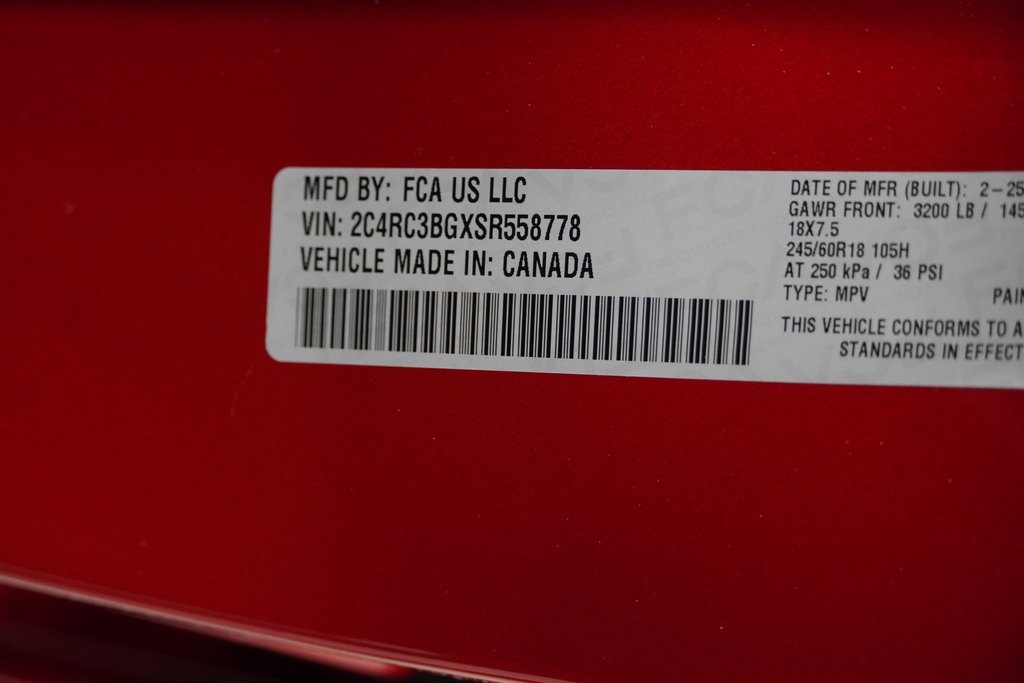 MFD BY: FCA US LLC
VIN: 2C4RC3BGXSR558778
VEHICLE MADE IN: CANADA
DATE OF MFR (BUILT): 2-25
GAWR FRONT: 3200 LB / 145
18X7.5
245/60R18 105H
AT 250 kPa / 36 PSI
TYPE: MPV
THIS VEHICLE CONFORMS TO A
STANDARDS IN EFFECT